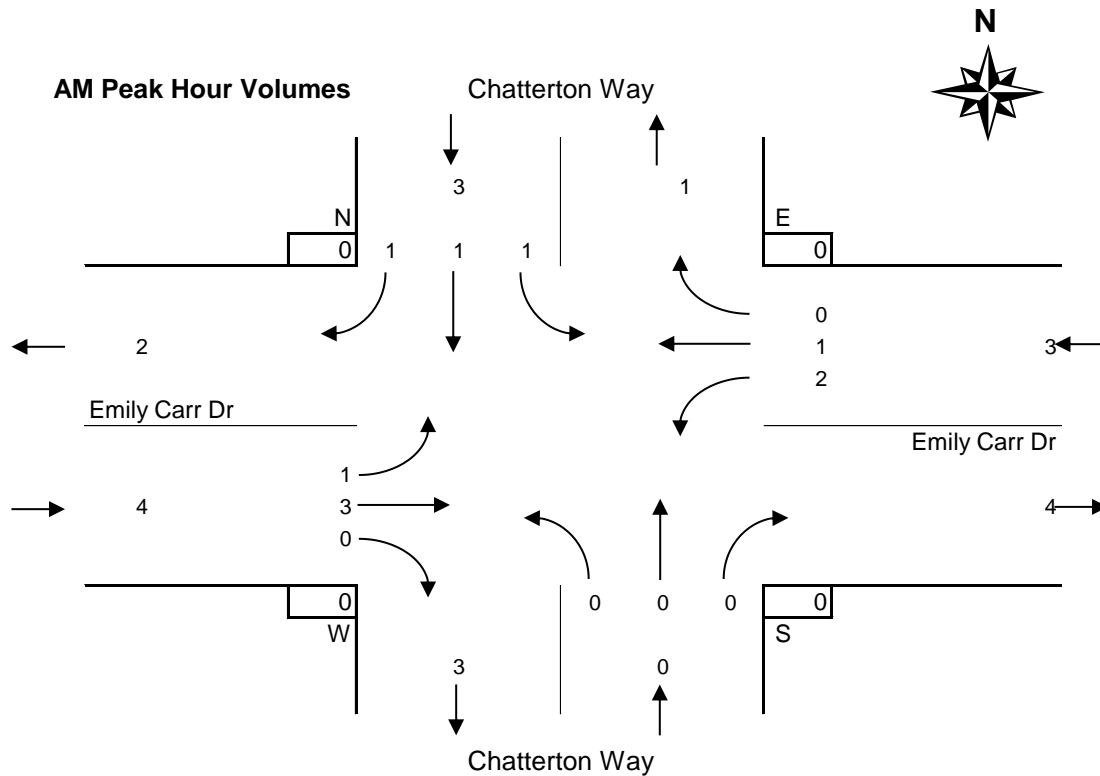 N
AM Peak Hour Volumes Chatterton Way
3 1
N E
0 1 1 1 0
0
2 1 3
2
Emily Carr Dr
Emily Carr Dr
1
4 3 4
0
0 0 0 0 0
W S
3 0
Chatterton Way